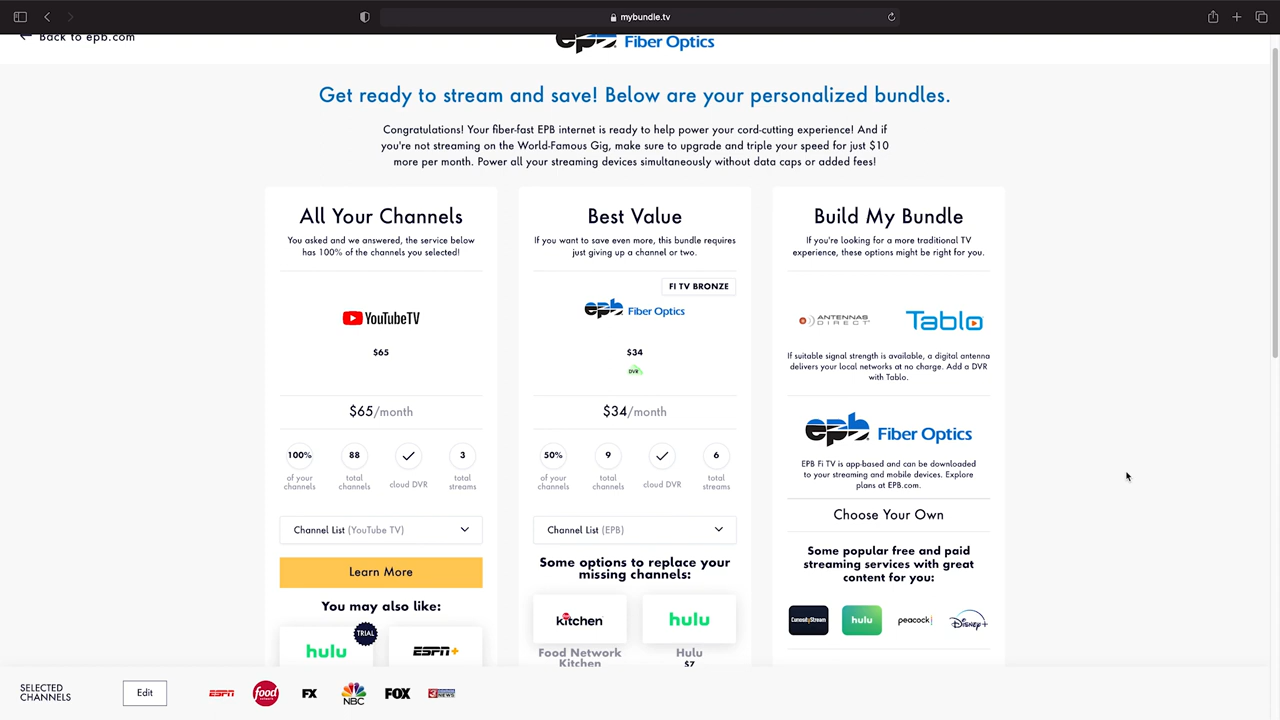 mybundle.tv
Back to epb.com
epb Fiber Optics
Get ready to stream and save! Below are your personalized bundles.
Congratulations! Your fiber-fast EPB internet is ready to help power your cord-cutting experience! And if
you're not streaming on the World-Famous Gig, make sure to upgrade and triple your speed for just $10
more per month. Power all your streaming devices simultaneously without data caps or added fees!
All Your Channels
You asked and we answered, the service below
has 100% of the channels you selected!
YouTubeTV
$65
$65/month
100% 88 3
of your channels total channels cloud DVR total streams
Channel List (YouTube TV)
Learn More
You may also like:
TRIAL
hulu ESPN+
Best Value
If you want to save even more, this bundle requires
just giving up a channel or two.
FI TV BRONZE
epb Fiber Optics
$34
DVR
$34/month
50% 9 6
of your channels total channels cloud DVR total streams
Channel List (EPB)
Some options to replace your
missing channels:
food kitchen hulu
Food Network Hulu
Kitchen $7
Build My Bundle
If you're looking for a more traditional TV
experience, these options might be right for you.
ANTENNAS DIRECT Tablo
If suitable signal strength is available, a digital antenna
delivers your local networks at no charge. Add a DVR
with Tablo.
epb Fiber Optics
EPB Fi TV is app-based and can be downloaded
to your streaming and mobile devices. Explore
plans at EPB.com.
Choose Your Own
Some popular free and paid
streaming services with great
content for you:
CuriosityStream hulu peacock Disney+
SELECTED
CHANNELS
Edit
ESPN food network FX NBC FOX 3 NEWS